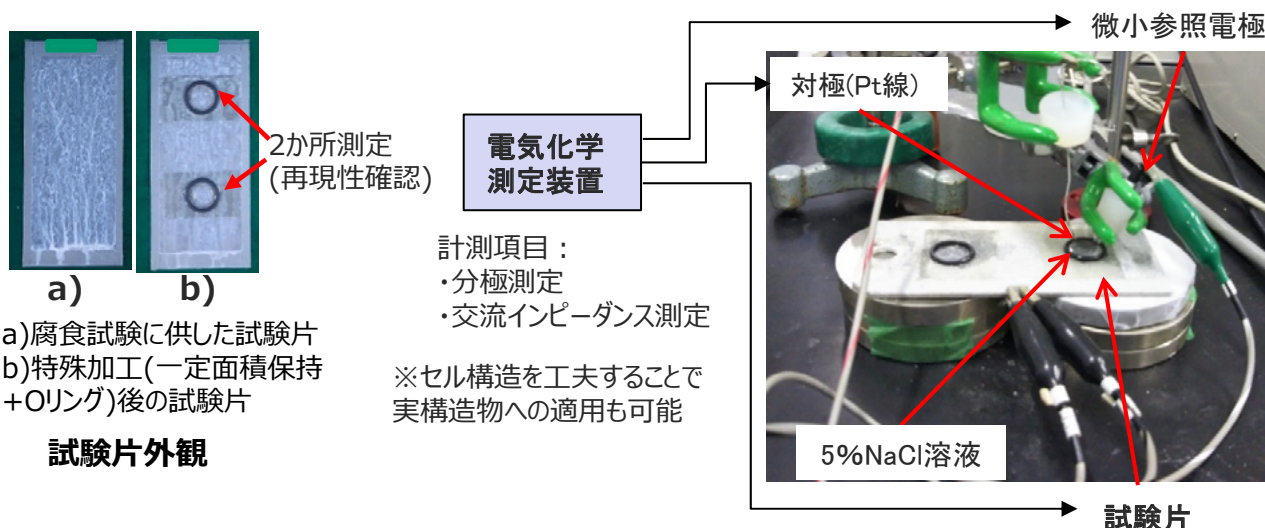 微小参照電極
対極(Pt線)
2か所測定
(再現性確認)
電気化学
測定装置
計測項目：
・分極測定
・交流インピーダンス測定
a)
b)
a)腐食試験に供した試験片
b)特殊加工(一定面積保持
+Oリング)後の試験片
※セル構造を工夫することで
実構造物への適用も可能
試験片外観
5%NaCl溶液
試験片